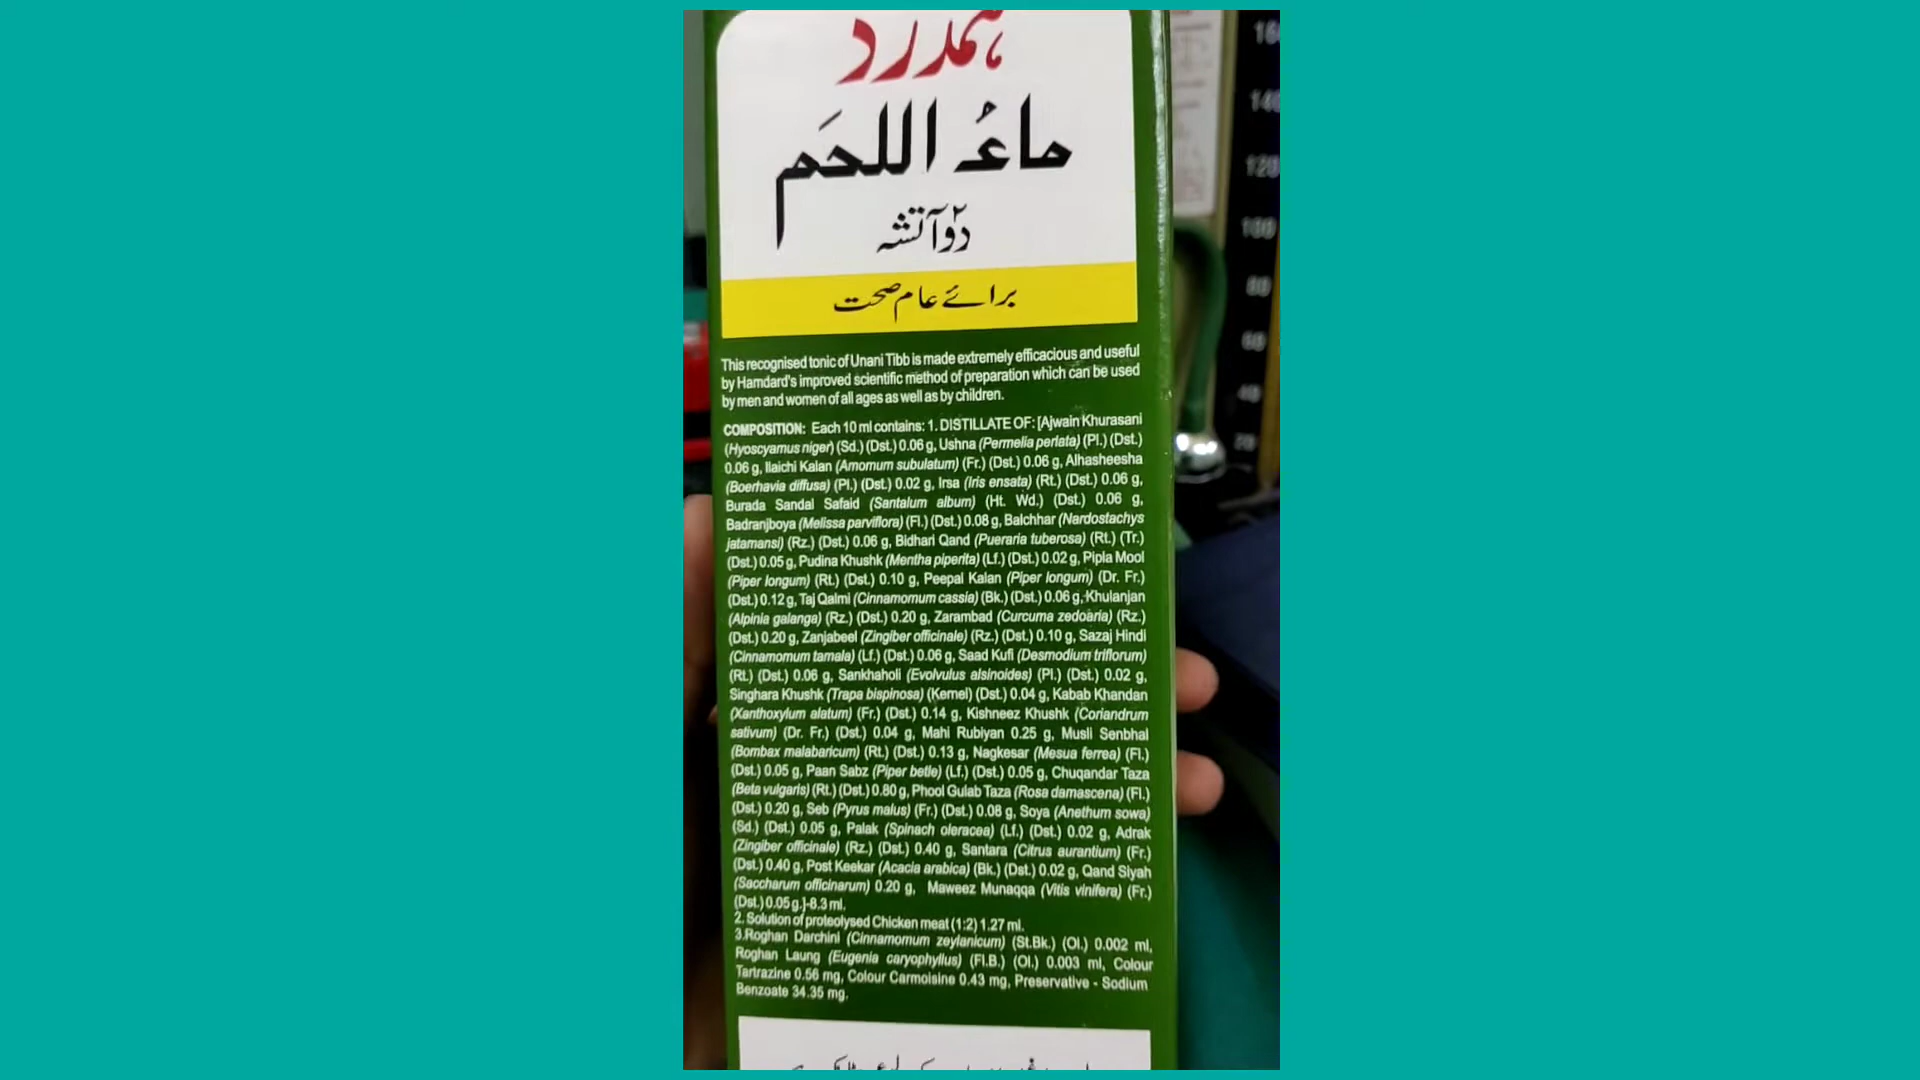 ہمدرد
ماءُ اللحَم
دوآتشہ
۲
برائے عام صحت
This recognised tonic of Unani Tibb is made extremely efficacious and useful
by Hamdard's improved scientific method of preparation which can be used
by men and women of all ages as well as by children.
COMPOSITION: Each 10 ml contains: 1. DISTILLATE OF: [Ajwain Khurasani
(Hyoscyamus niger) (Sd.) (Dst.) 0.06 g, Ushna (Permelia perlata) (Pl.) (Dst.)
0.06 g, Ilaichi Kalan (Amomum subulatum) (Fr.) (Dst.) 0.06 g, Alhasheesha
(Boerhavia diffusa) (Pl.) (Dst.) 0.02 g, Irsa (Iris ensata) (Rt.) (Dst.) 0.06 g,
Burada Sandal Safaid (Santalum album) (Ht. Wd.) (Dst.) 0.06 g,
Badranjboya (Melissa parviflora) (Fl.) (Dst.) 0.08 g, Balchhar (Nardostachys
jatamansi) (Rz.) (Dst.) 0.06 g, Bidhari Qand (Pueraria tuberosa) (Rt.) (Tr.)
(Dst.) 0.05 g, Pudina Khushk (Mentha piperita) (Lf.) (Dst.) 0.02 g, Pipla Mool
(Piper longum) (Rt.) (Dst.) 0.10 g, Peepal Kalan (Piper longum) (Dr. Fr.)
(Dst.) 0.12 g, Taj Qalmi (Cinnamomum cassia) (Bk.) (Dst.) 0.06 g, Khulanjan
(Alpinia galanga) (Rz.) (Dst.) 0.20 g, Zarambad (Curcuma zedoaria) (Rz.)
(Dst.) 0.20 g, Zanjabeel (Zingiber officinale) (Rz.) (Dst.) 0.10 g, Sazaj Hindi
(Cinnamomum tamala) (Lf.) (Dst.) 0.06 g, Saad Kufi (Desmodium triflorum)
(Rt.) (Dst.) 0.06 g, Sankhaholi (Evolvulus alsinoides) (Pl.) (Dst.) 0.02 g,
Singhara Khushk (Trapa bispinosa) (Kernel) (Dst.) 0.04 g, Kabab Khandan
(Xanthoxylum alatum) (Fr.) (Dst.) 0.14 g, Kishneez Khushk (Coriandrum
sativum) (Dr. Fr.) (Dst.) 0.04 g, Mahi Rubiyan 0.25 g, Musli Senbhal
(Bombax malabaricum) (Rt.) (Dst.) 0.13 g, Nagkesar (Mesua ferrea) (Fl.)
(Dst.) 0.05 g, Paan Sabz (Piper betle) (Lf.) (Dst.) 0.05 g, Chuqandar Taza
(Beta vulgaris) (Rt.) (Dst.) 0.80 g, Phool Gulab Taza (Rosa damascena) (Fl.)
(Dst.) 0.20 g, Seb (Pyrus malus) (Fr.) (Dst.) 0.08 g, Soya (Anethum sowa)
(Sd.) (Dst.) 0.05 g, Palak (Spinach oleracea) (Lf.) (Dst.) 0.02 g, Adrak
(Zingiber officinale) (Rz.) (Dst.) 0.40 g, Santara (Citrus aurantium) (Fr.)
(Dst.) 0.40 g, Post Keekar (Acacia arabica) (Bk.) (Dst.) 0.02 g, Qand Siyah
(Saccharum officinarum) 0.20 g, Maweez Munaqqa (Vitis vinifera) (Fr.)
(Dst.) 0.05 g.]-8.3 ml.
2. Solution of proteolysed Chicken meat (1:2) 1.27 ml.
3.Roghan Darchini (Cinnamomum zeylanicum) (St.Bk.) (Ol.) 0.002 ml,
Roghan Laung (Eugenia caryophyllus) (Fl.B.) (Ol.) 0.003 ml, Colour
Tartrazine 0.56 mg, Colour Carmoisine 0.43 mg, Preservative - Sodium
Benzoate 34.35 mg.
120
100
80
60
40
20